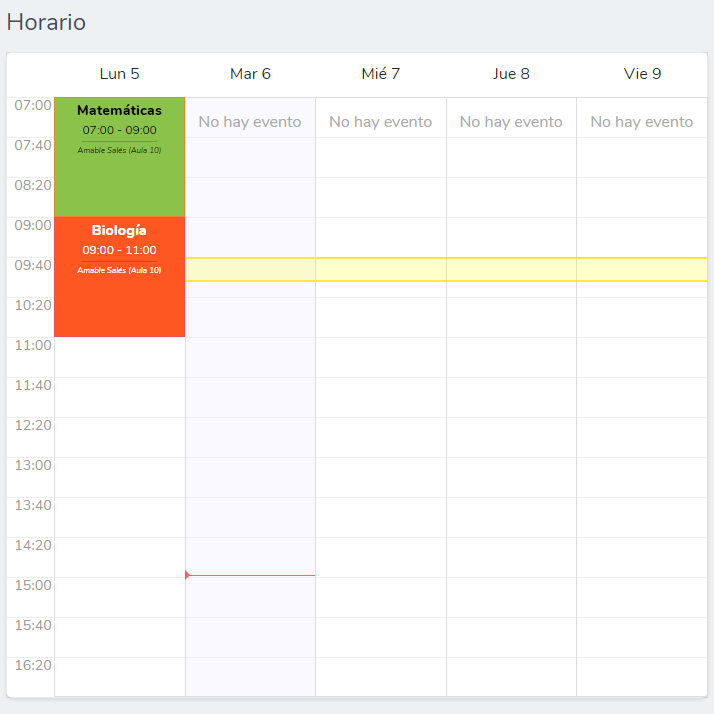 Horario
Lun 5 Mar 6 Mié 7 Jue 8 Vie 9
07:00
Matemáticas
07:00 - 09:00
Amable Salés (Aula 10)
No hay evento No hay evento No hay evento No hay evento
07:40
08:20
09:00
Biología
09:00 - 11:00
Amable Salés (Aula 10)
09:40
10:20
11:00
11:40
12:20
13:00
13:40
14:20
15:00
15:40
16:20